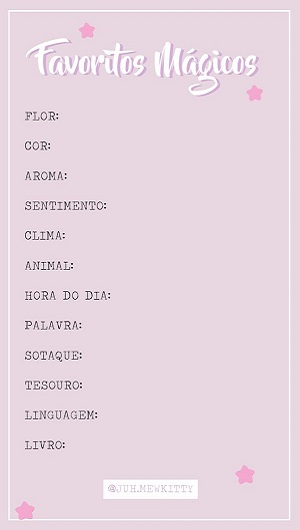 Favoritos Mágicos
FLOR:
COR:
AROMA:
SENTIMENTO:
CLIMA:
ANIMAL:
HORA DO DIA:
PALAVRA:
SOTAQUE:
TESOURO:
LINGUAGEM:
LIVRO:
@JUH.MEWKITTY